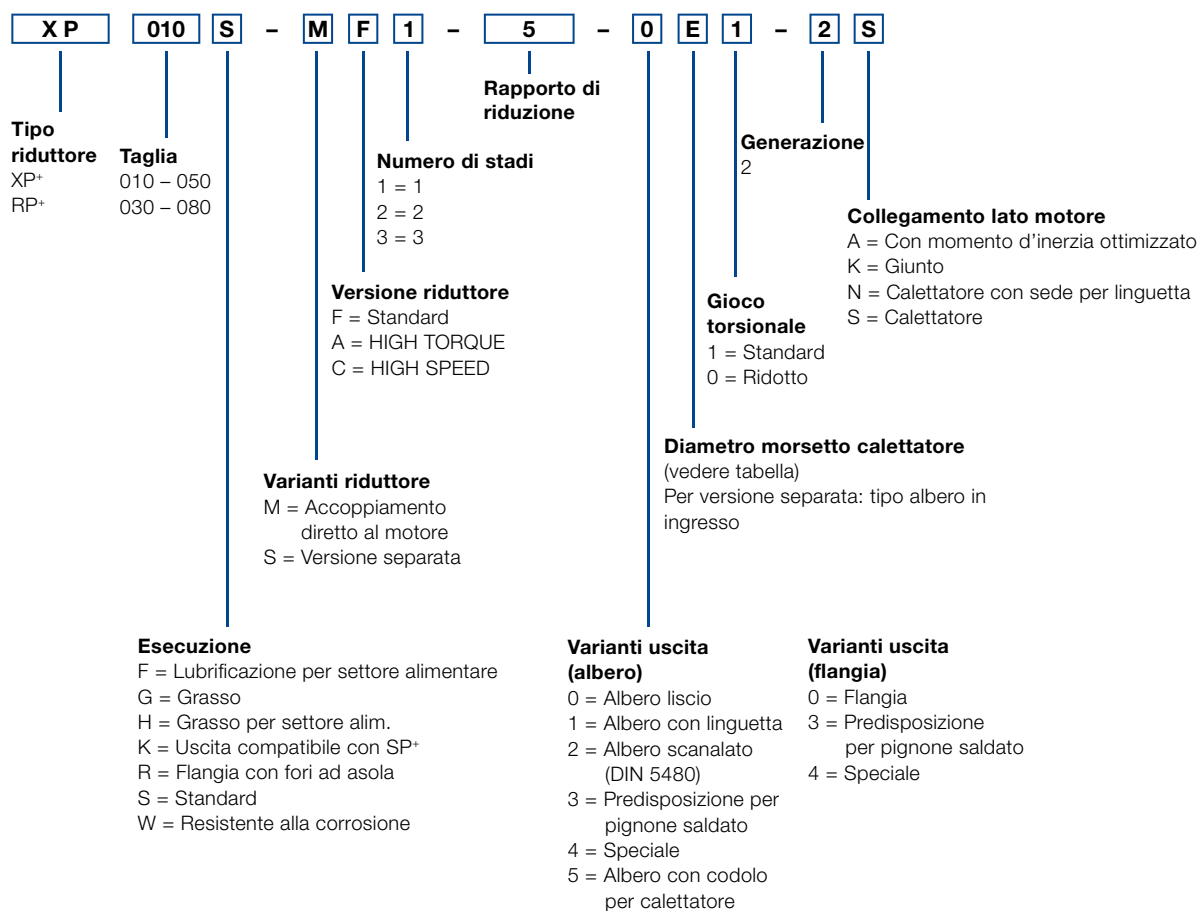 X P 010 S – M F 1 – 5 – 0 E 1 – 2 S
Rapporto di
riduzione
Tipo
riduttore
XP+
RP+
Taglia
010 – 050
030 – 080
Numero di stadi
1 = 1
2 = 2
3 = 3
Generazione
2
Collegamento lato motore
A = Con momento d'inerzia ottimizzato
K = Giunto
N = Calettatore con sede per linguetta
S = Calettatore
Versione riduttore
F = Standard
A = HIGH TORQUE
C = HIGH SPEED
Gioco
torsionale
1 = Standard
0 = Ridotto
Diametro morsetto calettatore
(vedere tabella)
Per versione separata: tipo albero in
ingresso
Varianti riduttore
M = Accoppiamento
diretto al motore
S = Versione separata
Esecuzione
F = Lubrificazione per settore alimentare
G = Grasso
H = Grasso per settore alim.
K = Uscita compatibile con SP+
R = Flangia con fori ad asola
S = Standard
W = Resistente alla corrosione
Varianti uscita
(albero)
0 = Albero liscio
1 = Albero con linguetta
2 = Albero scanalato
(DIN 5480)
3 = Predisposizione per
pignone saldato
4 = Speciale
5 = Albero con codolo
per calettatore
Varianti uscita
(flangia)
0 = Flangia
3 = Predisposizione
per pignone saldato
4 = Speciale